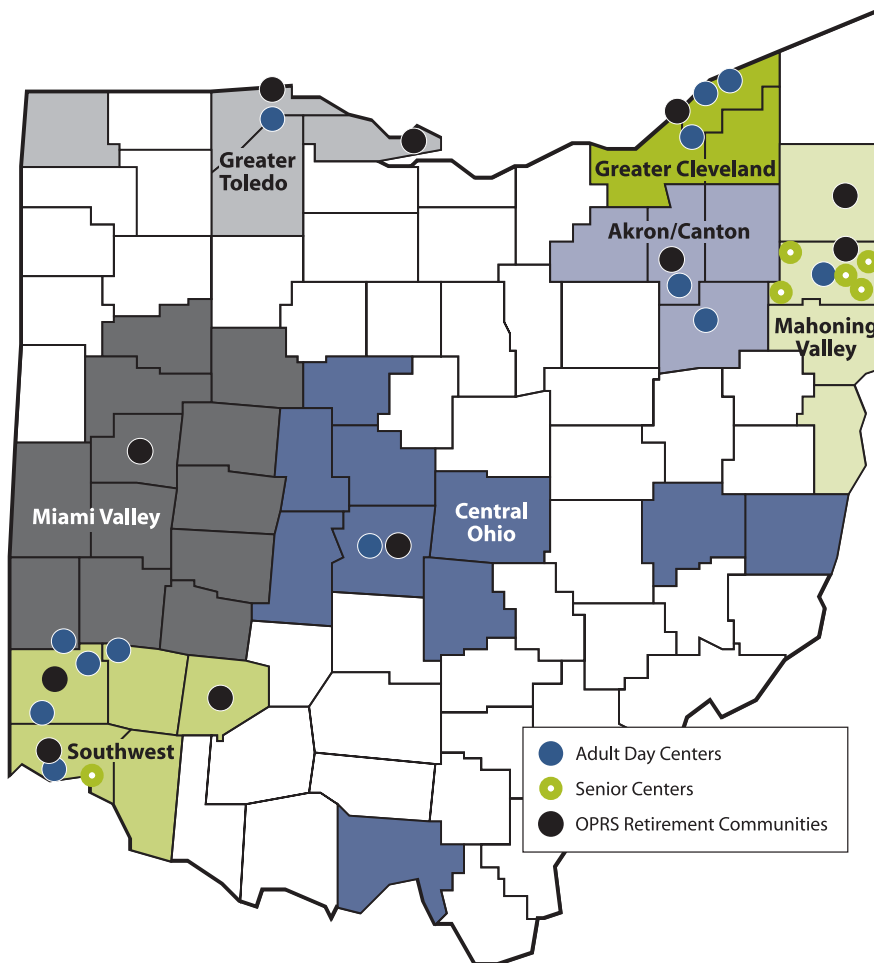 Greater
Toledo
Greater Cleveland
Akron/Canton
Mahoning
Valley
Miami Valley
Central
Ohio
Southwest
Adult Day Centers
Senior Centers
OPRS Retirement Communities